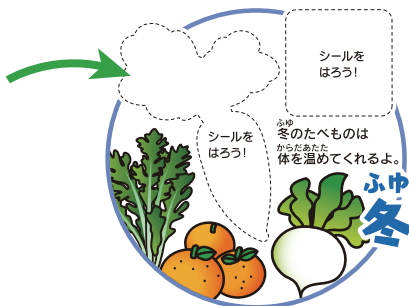 シールを
はろう!
シールを
はろう!
ふゆ
冬のたべものは
からだあたた
体を温めてくれるよ。
ふゆ
冬